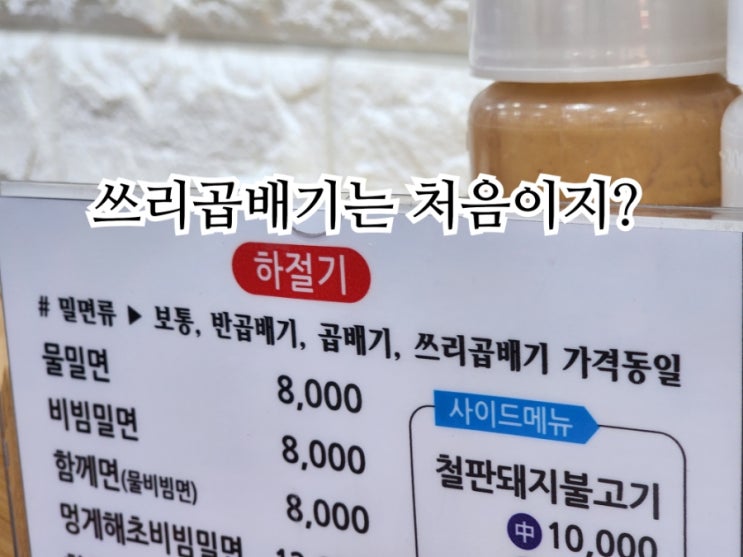 쓰리곱배기는 처음이지?
하절기
# 밀면류 ▶ 보통, 반곱배기, 곱배기, 쓰리곱배기 가격동일
물밀면 8,000
비빔밀면 8,000
함께면(물비빔면) 8,000
멍게해초비빔밀면
사이드메뉴
철판돼지불고기
中 10,000